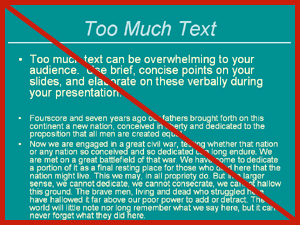 Too Much Text
• Too much text can be overwhelming to your
audience. Use brief, concise points on your
slides, and elaborate on these verbally during
your presentation.
• Fourscore and seven years ago our fathers brought forth on this
continent a new nation, conceived in liberty and dedicated to the
proposition that all men are created equal.
• Now we are engaged in a great civil war, testing whether that nation
or any nation so conceived and so dedicated can long endure. We
are met on a great battlefield of that war. We have come to dedicate
a portion of it as a final resting place for those who died here that the
nation might live. This we may, in all propriety do. But in a larger
sense, we cannot dedicate, we cannot consecrate, we cannot hallow
this ground. The brave men, living and dead who struggled here
have hallowed it far above our poor power to add or detract. The
world will little note nor long remember what we say here, but it can
never forget what they did here.